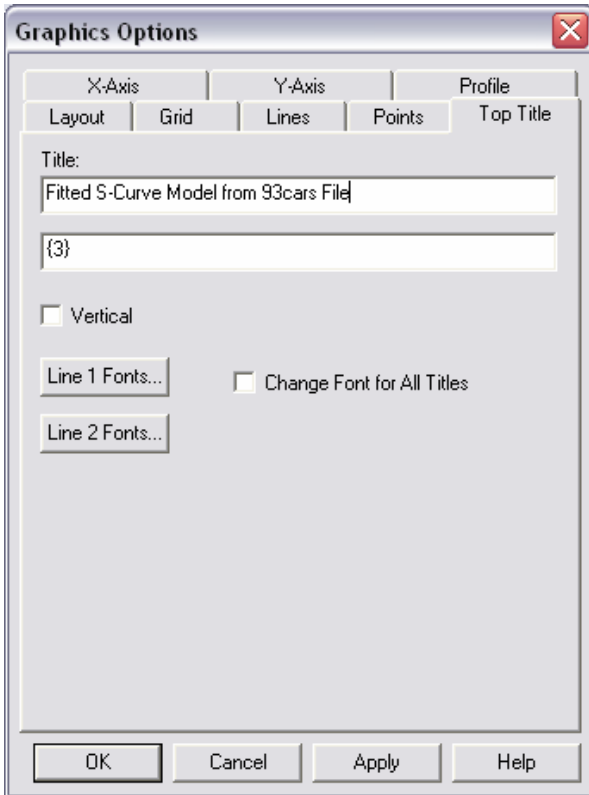 Graphics Options
X-Axis Y-Axis Profile
Layout Grid Lines Points Top Title
Title:
Fitted S-Curve Model from 93cars File
{3}
Vertical
Line 1 Fonts... Change Font for All Titles
Line 2 Fonts...
OK Cancel Apply Help